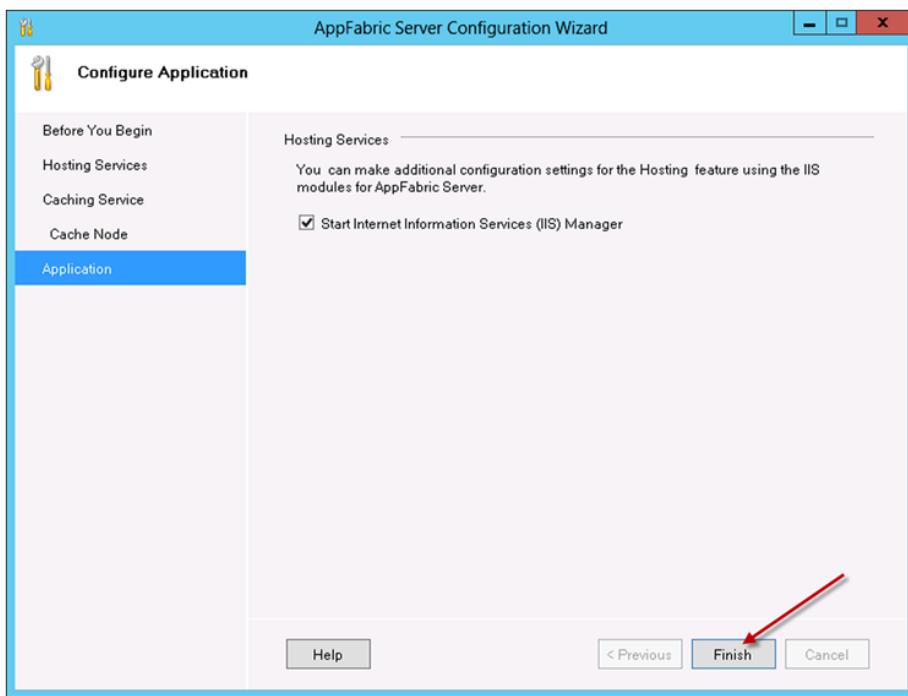 AppFabric Server Configuration Wizard
Configure Application
Before You Begin
Hosting Services
Caching Service
Cache Node
Application
Hosting Services
You can make additional configuration settings for the Hosting feature using the IIS
modules for AppFabric Server.
Start Internet Information Services (IIS) Manager
Help
< Previous
Finish
Cancel